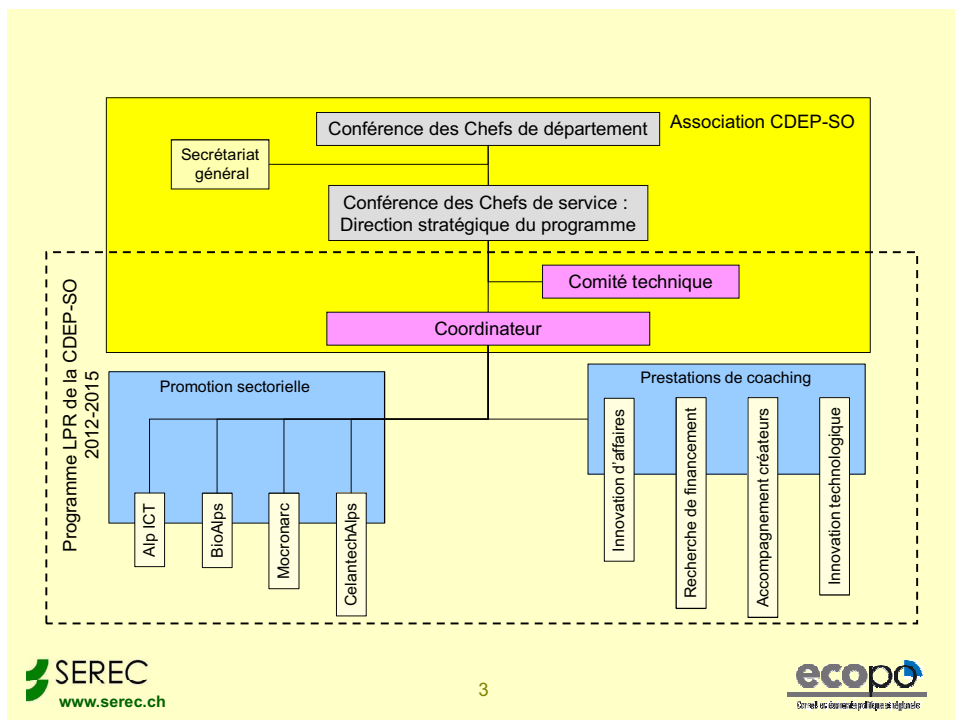 Association CDEP-SO
Conférence des Chefs de département
Secrétariat
général
Conférence des Chefs de service :
Direction stratégique du programme
Comité technique
Coordinateur
Programme LPR de la CDEP-SO
2012-2015
Promotion sectorielle
Alp ICT
BioAlps
Mocronarc
CelantechAlps
Prestations de coaching
Innovation d'affaires
Recherche de financement
Accompagnement créateurs
Innovation technologique
SEREC
www.serec.ch
3
ecopo